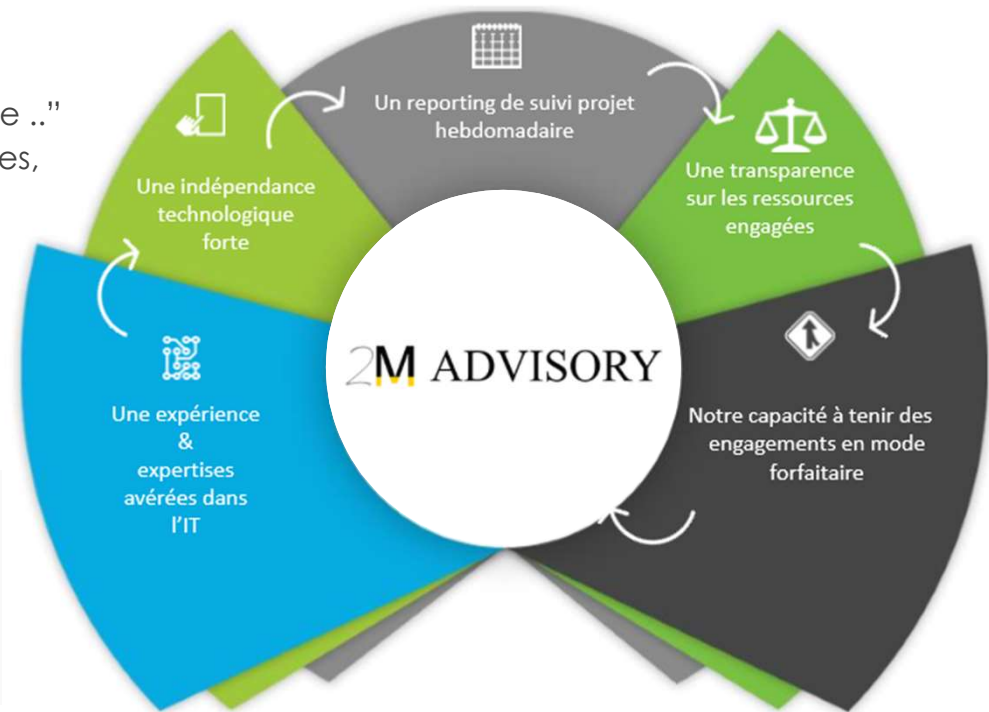 e .."
es,
Une expérience
&
expertises
avérées dans
l'IT
Une indépendance
technologique
forte
Un reporting de suivi projet
hebdomadaire
Une transparence
sur les ressources
engagées
Notre capacité à tenir des
engagements en mode
forfaitaire
2M ADVISORY